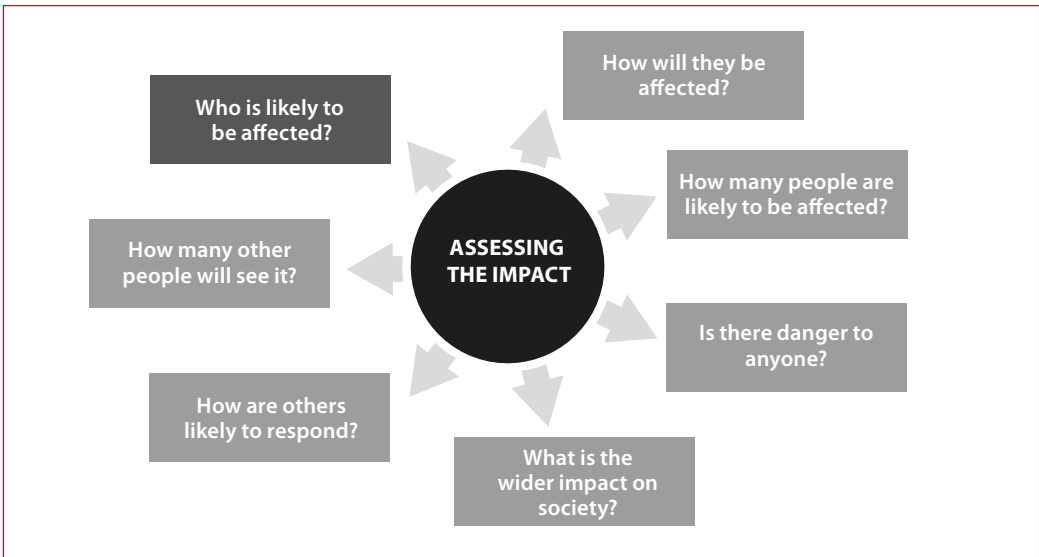 Who is likely to
be affected?
How will they be
affected?
How many people are
likely to be affected?
Is there danger to
anyone?
What is the
wider impact on
society?
How are others
likely to respond?
How many other
people will see it?
ASSESSING
THE IMPACT